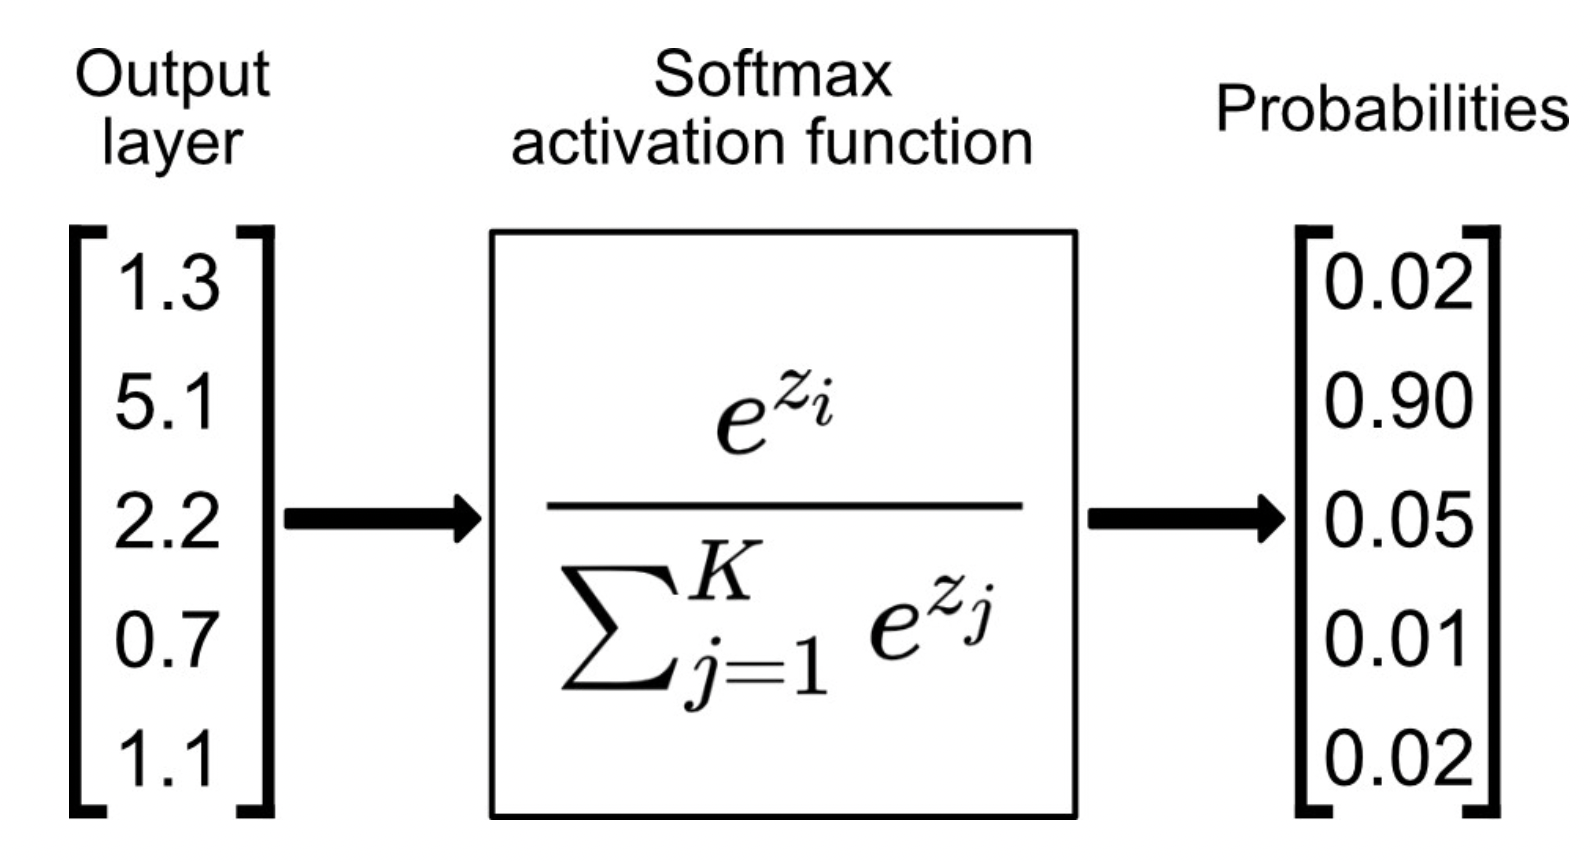 Output
layer
Softmax
activation function
Probabilities
1.3
5.1
2.2
0.7
1.1
e^{z_i}
∑_{j=1}^{K} e^{z_j}
0.02
0.90
0.05
0.01
0.02